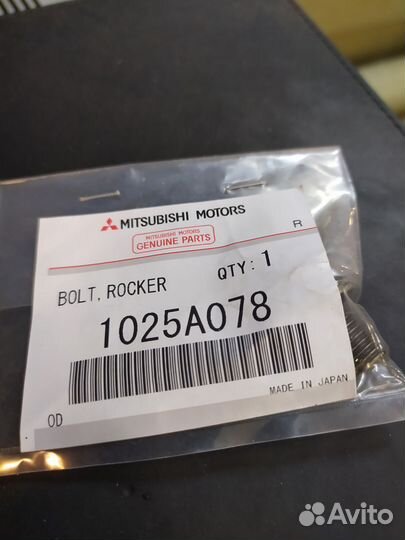 MITSUBISHI MOTORS
MITSUBISHI MOTORS
GENUINE PARTS
R
BOLT, ROCKER QTY: 1
1025A078
MADE IN JAPAN
OD
Avito